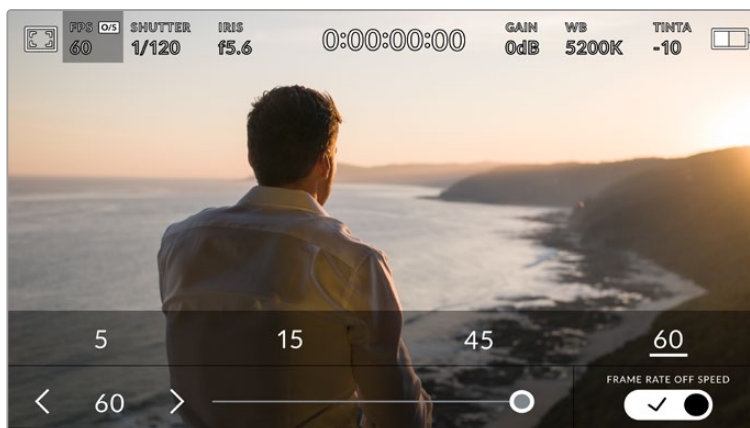 FPS O/S SHUTTER IRIS 0:00:00:00 GAIN WB TINTA
60 1/120 f5.6 0dB 5200K -10
5 15 45 60
FRAME RATE OFF SPEED
60